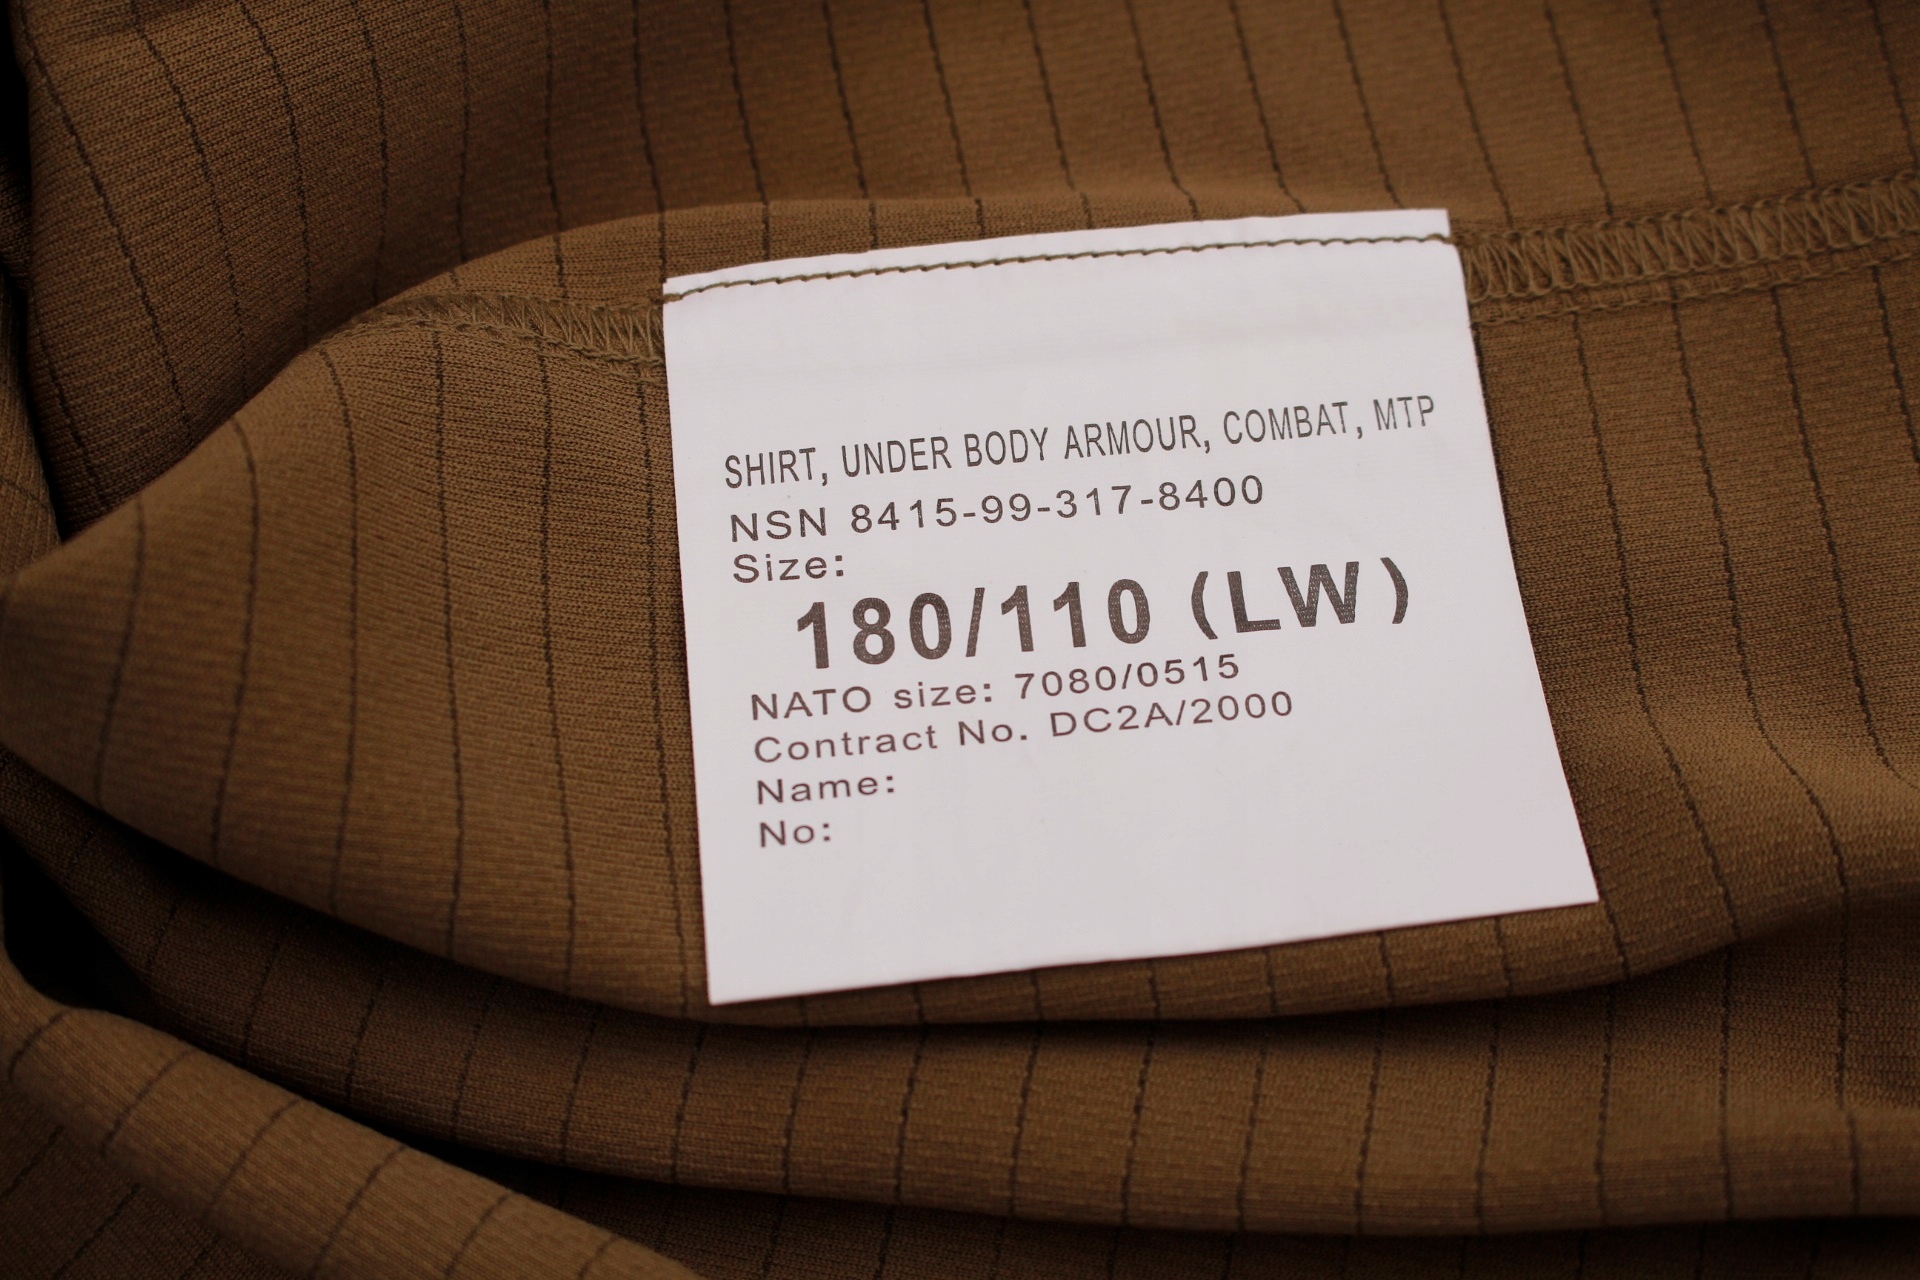 SHIRT, UNDER BODY ARMOUR, COMBAT, MTP
NSN 8415-99-317-8400
Size:
180/110 (LW)
NATO size: 7080/0515
Contract No. DC2A/2000
Name:
No: